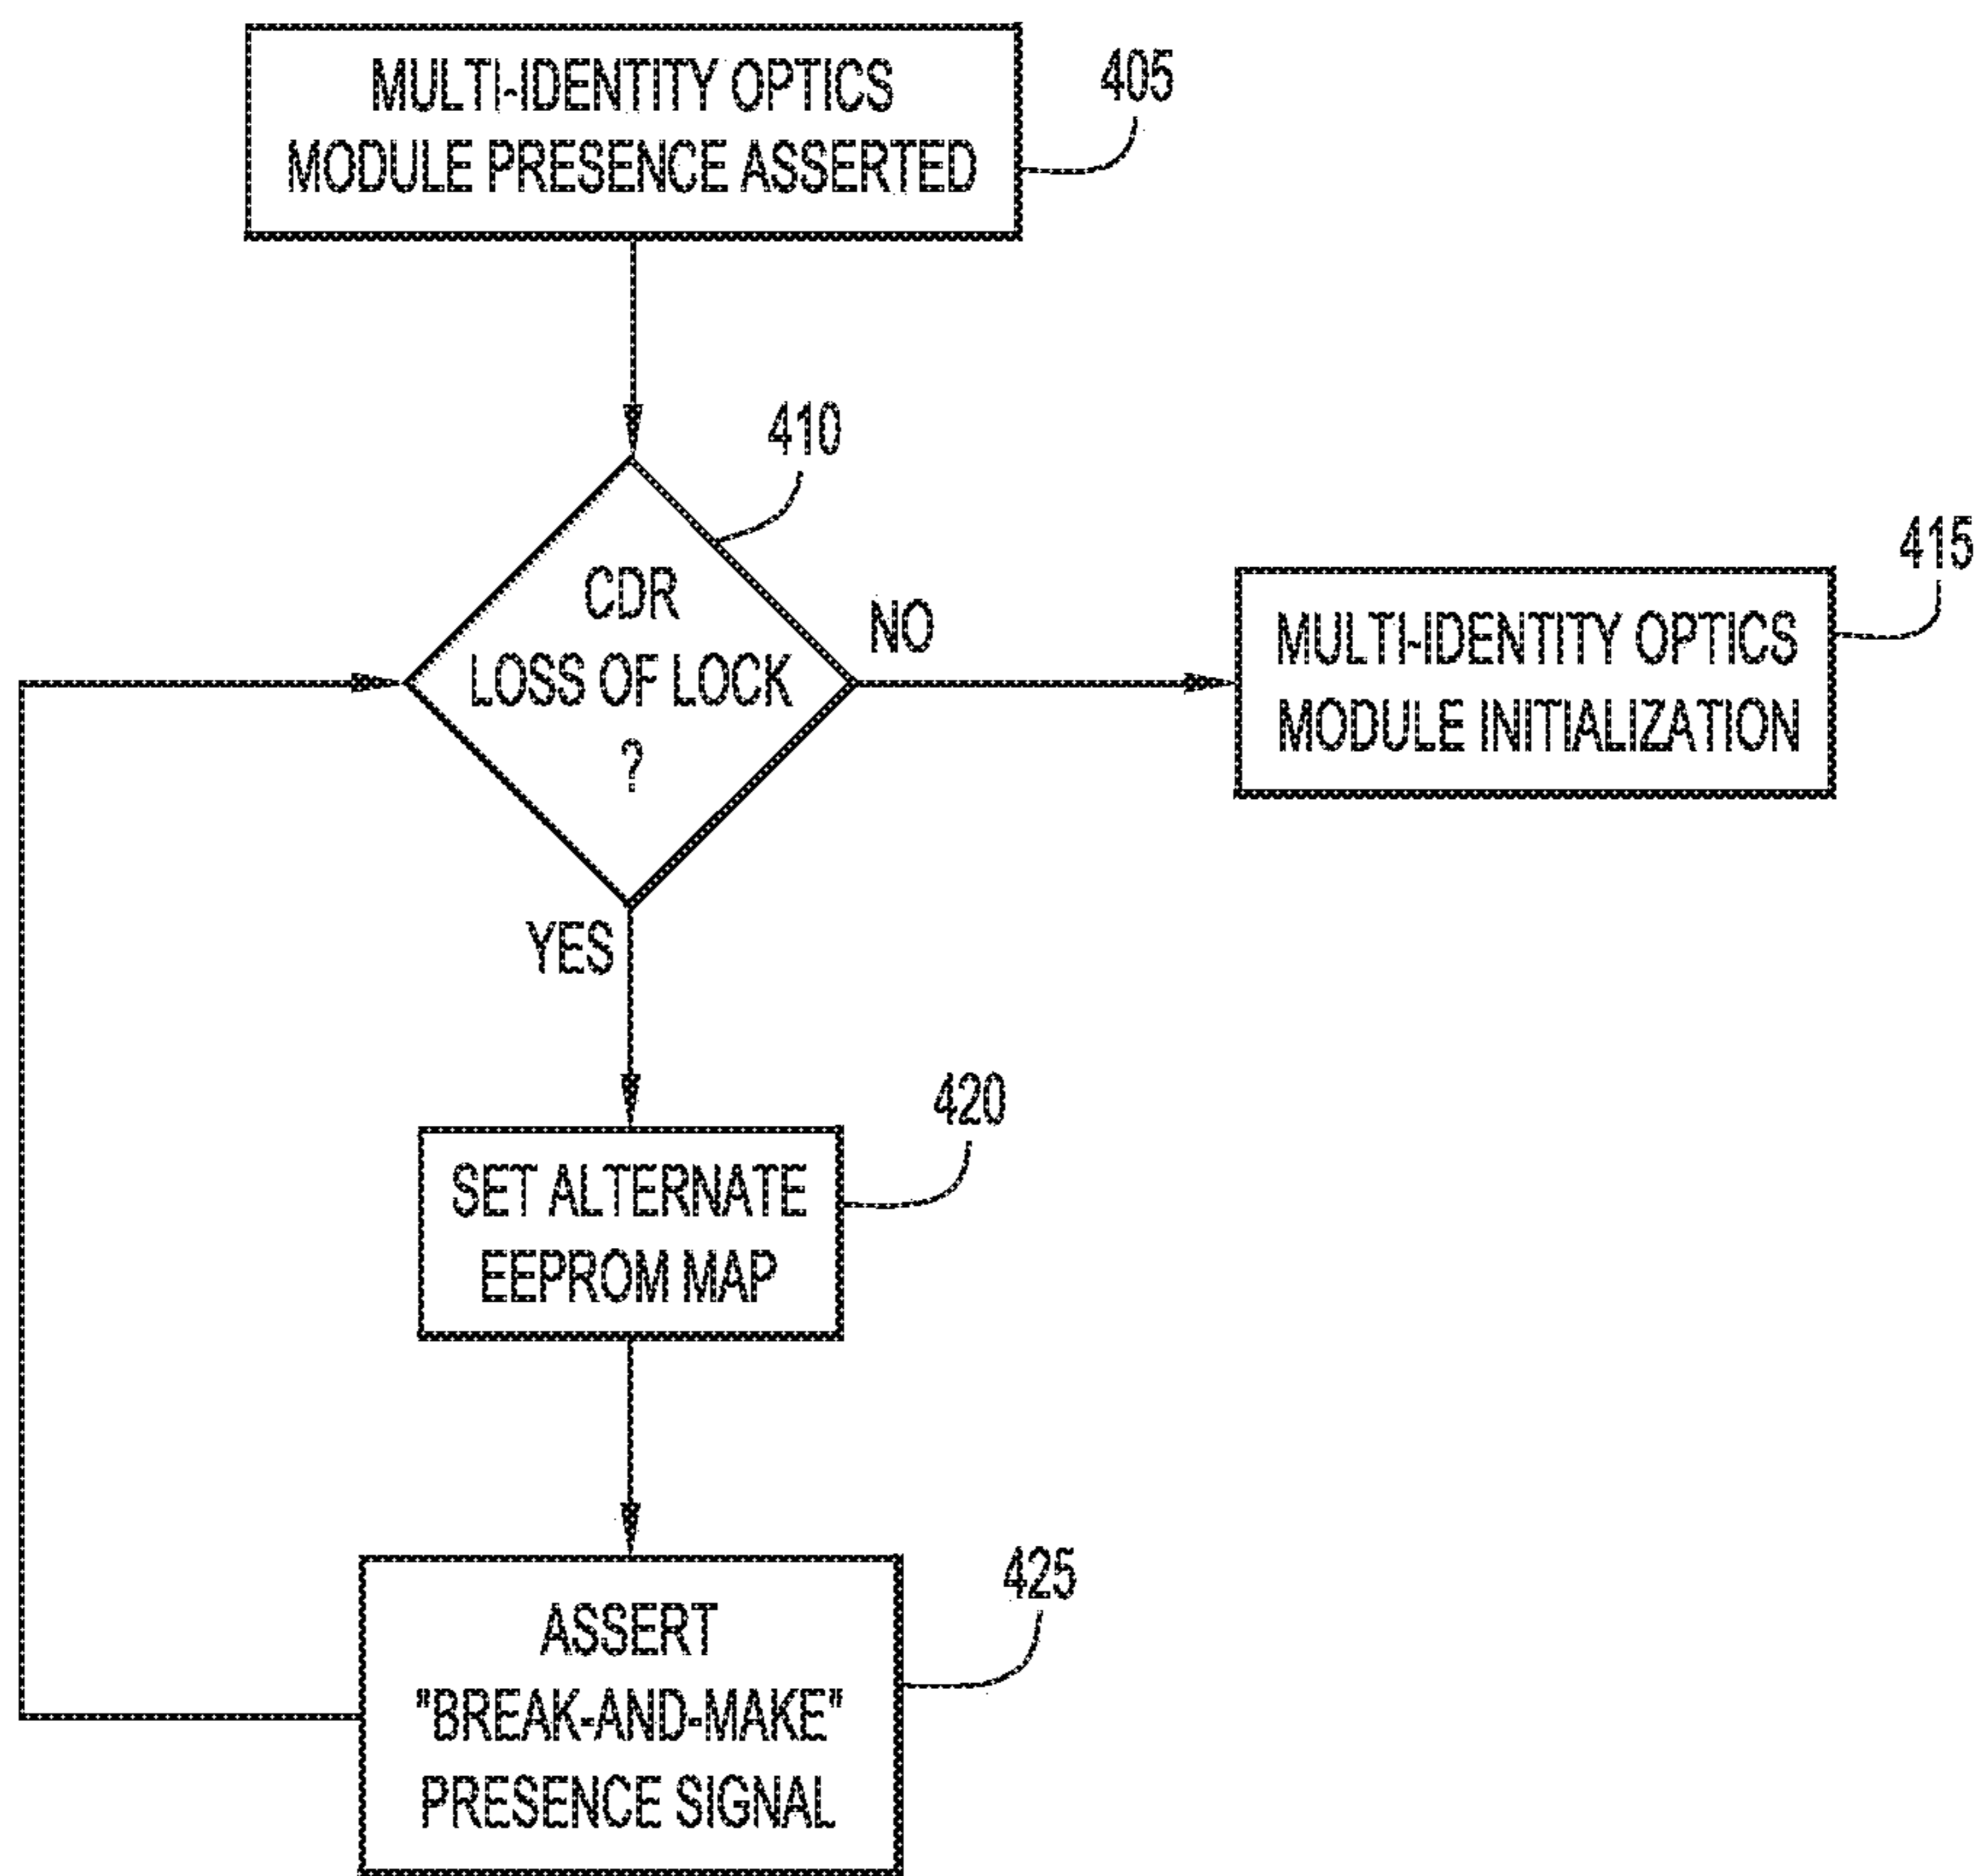 MULTI-IDENTITY OPTICS
MODULE PRESENCE ASSERTED
405
410
CDR
LOSS OF LOCK
?
NO
415
MULTI-IDENTITY OPTICS
MODULE INITIALIZATION
YES
420
SET ALTERNATE
EEPROM MAP
425
ASSERT
"BREAK-AND-MAKE"
PRESENCE SIGNAL